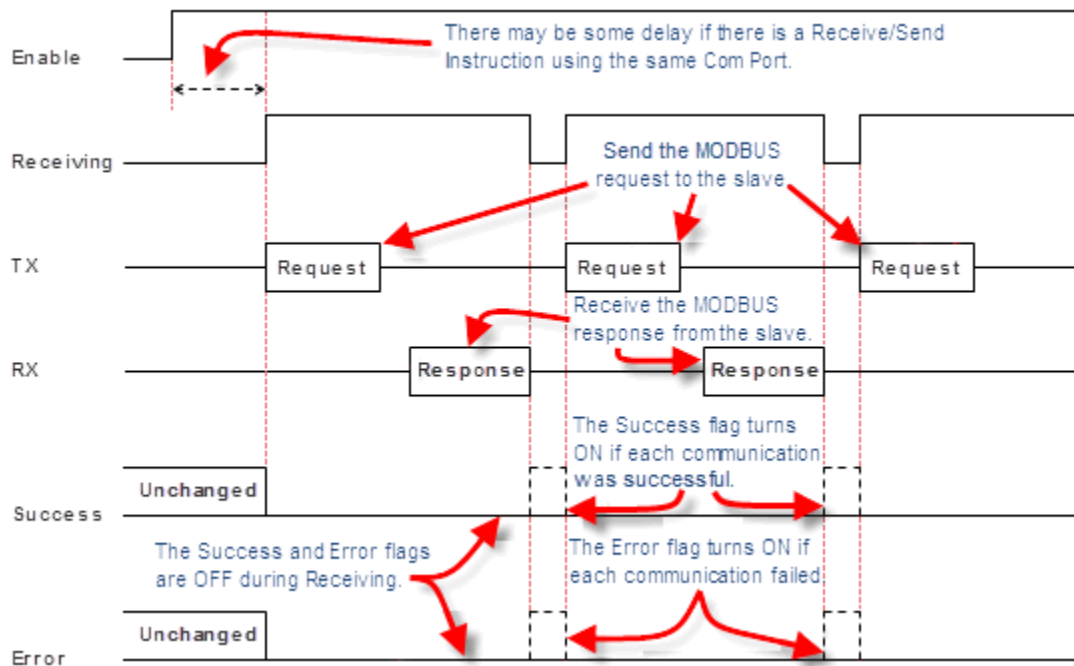 There may be some delay if there is a Receive/Send
Instruction using the same Com Port.
Enable
Receiving
Send the MODBUS
request to the slave
TX
Request
Request
Request
Receive the MODBUS
response from the slave.
RX
Response
Response
The Success flag turns
ON if each communication
was successful.
Unchanged
Success
The Success and Error flags
are OFF during Receiving.
The Error flag turns ON if
each communication failed
Unchanged
Error